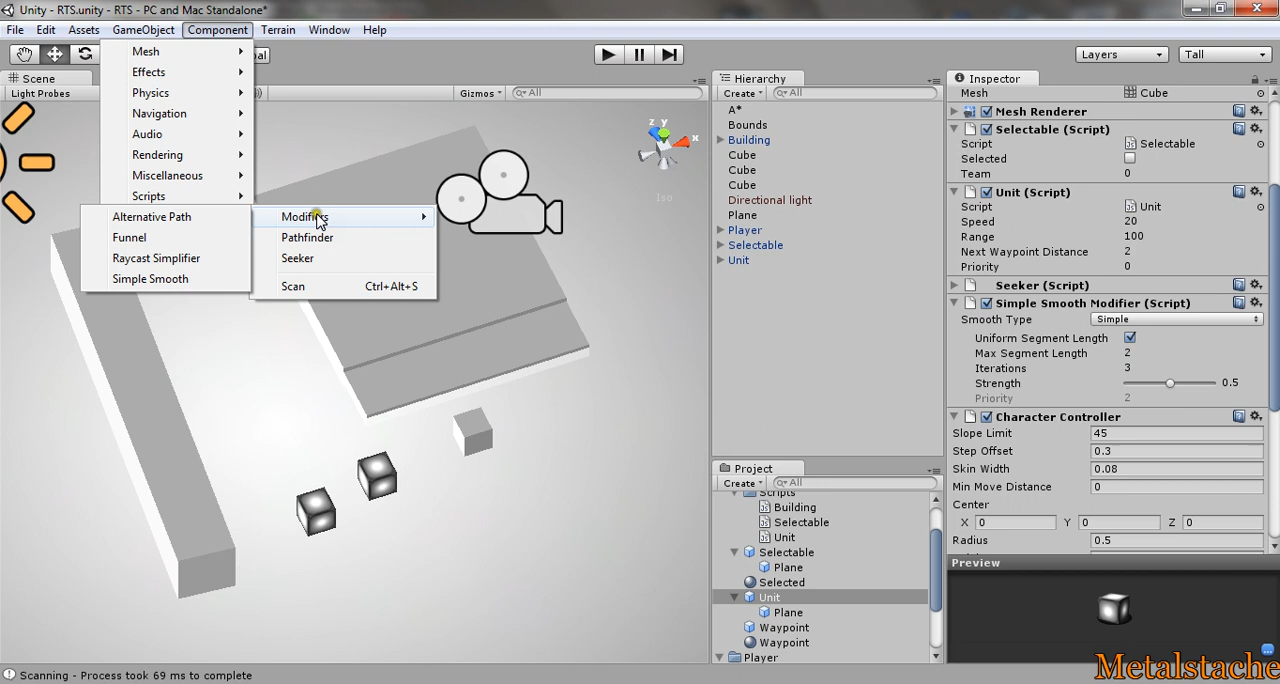 Unity - RTS.unity - RTS - PC and Mac Standalone*
File Edit Assets GameObject Component Terrain Window Help
Layers Tall
Mesh
Effects
Physics
Navigation
Audio
Rendering
Miscellaneous
Scripts
Alternative Path
Funnel
Raycast Simplifier
Simple Smooth
Modifiers
Pathfinder
Seeker
Scan Ctrl+Alt+S
al
Scene
Light Probes
Gizmos All
z y
x
Iso
Hierarchy
Create All
A*
Bounds
Building
Cube
Cube
Cube
Directional light
Plane
Player
Selectable
Unit
Project
Create All
Scripts
Building
Selectable
Unit
Selectable
Plane
Selected
Unit
Plane
Waypoint
Waypoint
Player
Inspector
Mesh Cube
Mesh Renderer
Selectable (Script)
Script Selectable
Selected
Team 0
Unit (Script)
Script Unit
Speed 20
Range 100
Next Waypoint Distance 2
Priority 0
Seeker (Script)
Simple Smooth Modifier (Script)
Smooth Type Simple
Uniform Segment Length
Max Segment Length 2
Iterations 3
Strength 0.5
Priority 2
Character Controller
Slope Limit 45
Step Offset 0.3
Skin Width 0.08
Min Move Distance 0
Center
X 0 Y 0 Z 0
Radius 0.5
Preview
Scanning - Process took 69 ms to complete
Metalstache